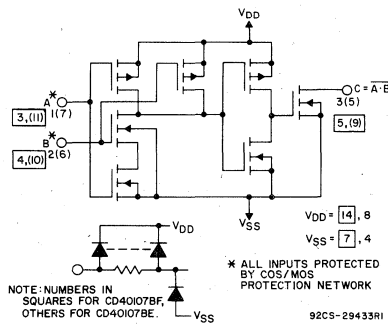 VDD
A*
1(7)
3,(11)
B*
2(6)
4,(10)
C = A·B
3(5)
5,(9)
VSS
VDD = 14, 8
VSS = 7, 4
VDD
VSS
* ALL INPUTS PROTECTED
BY COS/MOS
PROTECTION NETWORK
NOTE: NUMBERS IN
SQUARES FOR CD40107BF,
OTHERS FOR CD40107BE.
92CS-29433RI